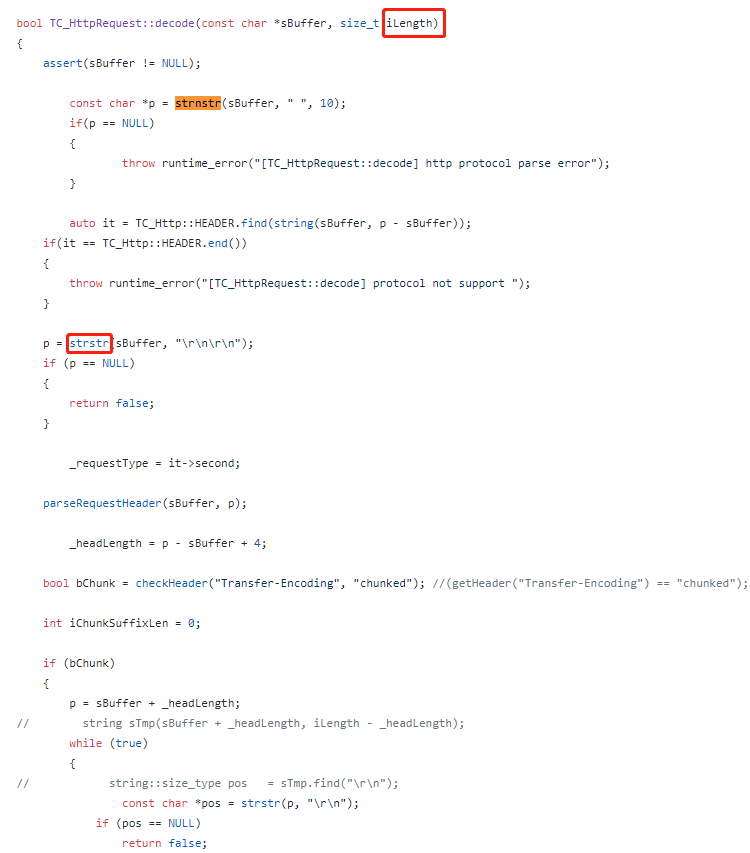 bool TC_HttpRequest::decode(const char *sBuffer, size_t iLength)
{
    assert(sBuffer != NULL);

        const char *p = strnstr(sBuffer, " ", 10);
        if(p == NULL)
        {
                throw runtime_error("[TC_HttpRequest::decode] http protocol parse error");
        }

        auto it = TC_Http::HEADER.find(string(sBuffer, p - sBuffer));
    if(it == TC_Http::HEADER.end())
    {
        throw runtime_error("[TC_HttpRequest::decode] protocol not support ");
    }

    p = strstr(sBuffer, "\r\n\r\n");
    if (p == NULL)
    {
        return false;
    }

        _requestType = it->second;

    parseRequestHeader(sBuffer, p);

        _headLength = p - sBuffer + 4;

    bool bChunk = checkHeader("Transfer-Encoding", "chunked"); //(getHeader("Transfer-Encoding") == "chunked");

    int iChunkSuffixLen = 0;

    if (bChunk)
    {
        p = sBuffer + _headLength;
//        string sTmp(sBuffer + _headLength, iLength - _headLength);
        while (true)
        {
//            string::size_type pos   = sTmp.find("\r\n");
                const char *pos = strstr(p, "\r\n");
            if (pos == NULL)
                return false;